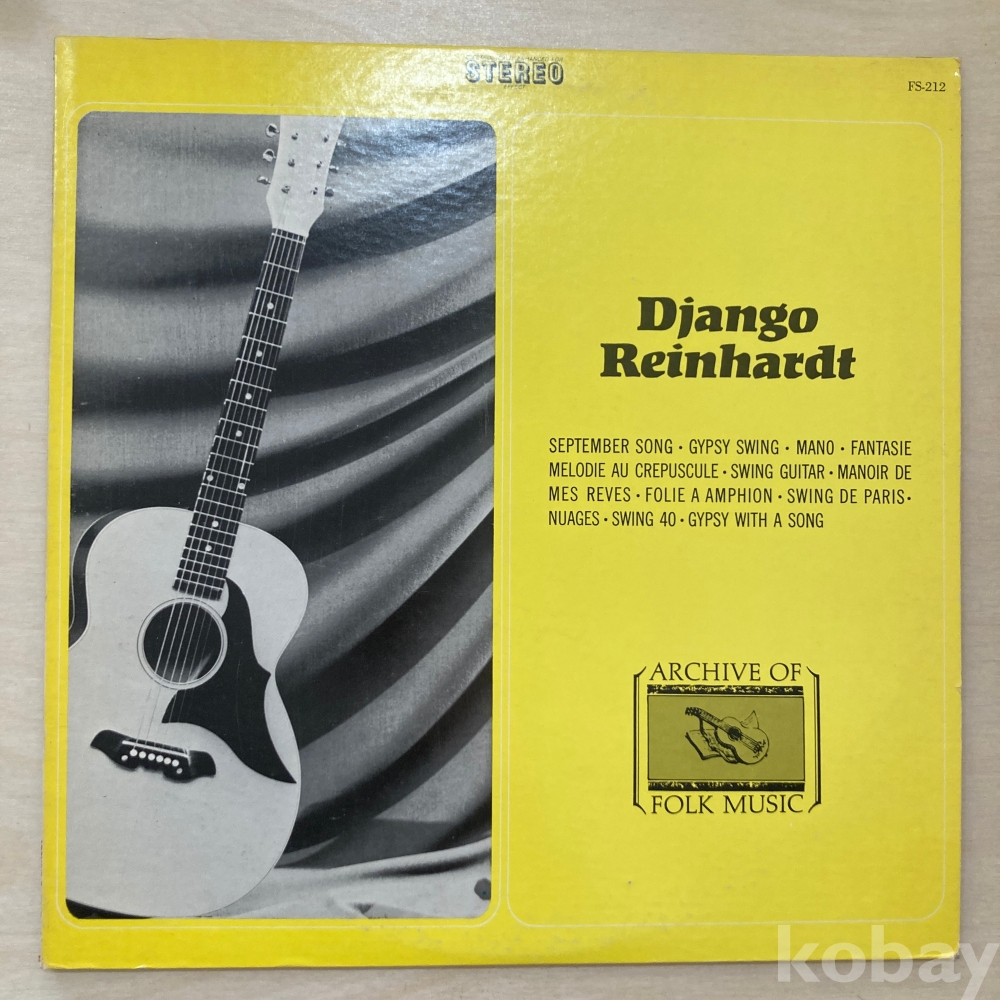 STEREO
FS-212
Django
Reinhardt
SEPTEMBER SONG • GYPSY SWING • MANO • FANTASIE
MELODIE AU CREPUSCULE • SWING GUITAR • MANOIR DE
MES REVES • FOLIE A AMPHION • SWING DE PARIS •
NUAGES • SWING 40 • GYPSY WITH A SONG
ARCHIVE OF
FOLK MUSIC
kobay